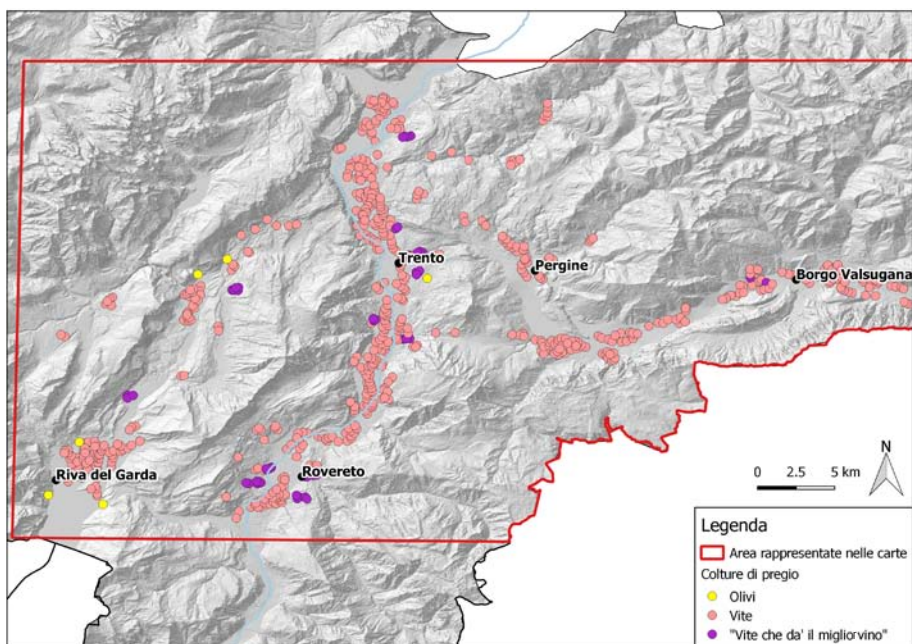 Trento
Pergine
Borgo Valsugana
Riva del Garda
Rovereto
N
0 2.5 5 km
Legenda
Area rappresentate nelle carte
Colture di pregio
Olivi
Vite
"Vite che da' il migliorvino"